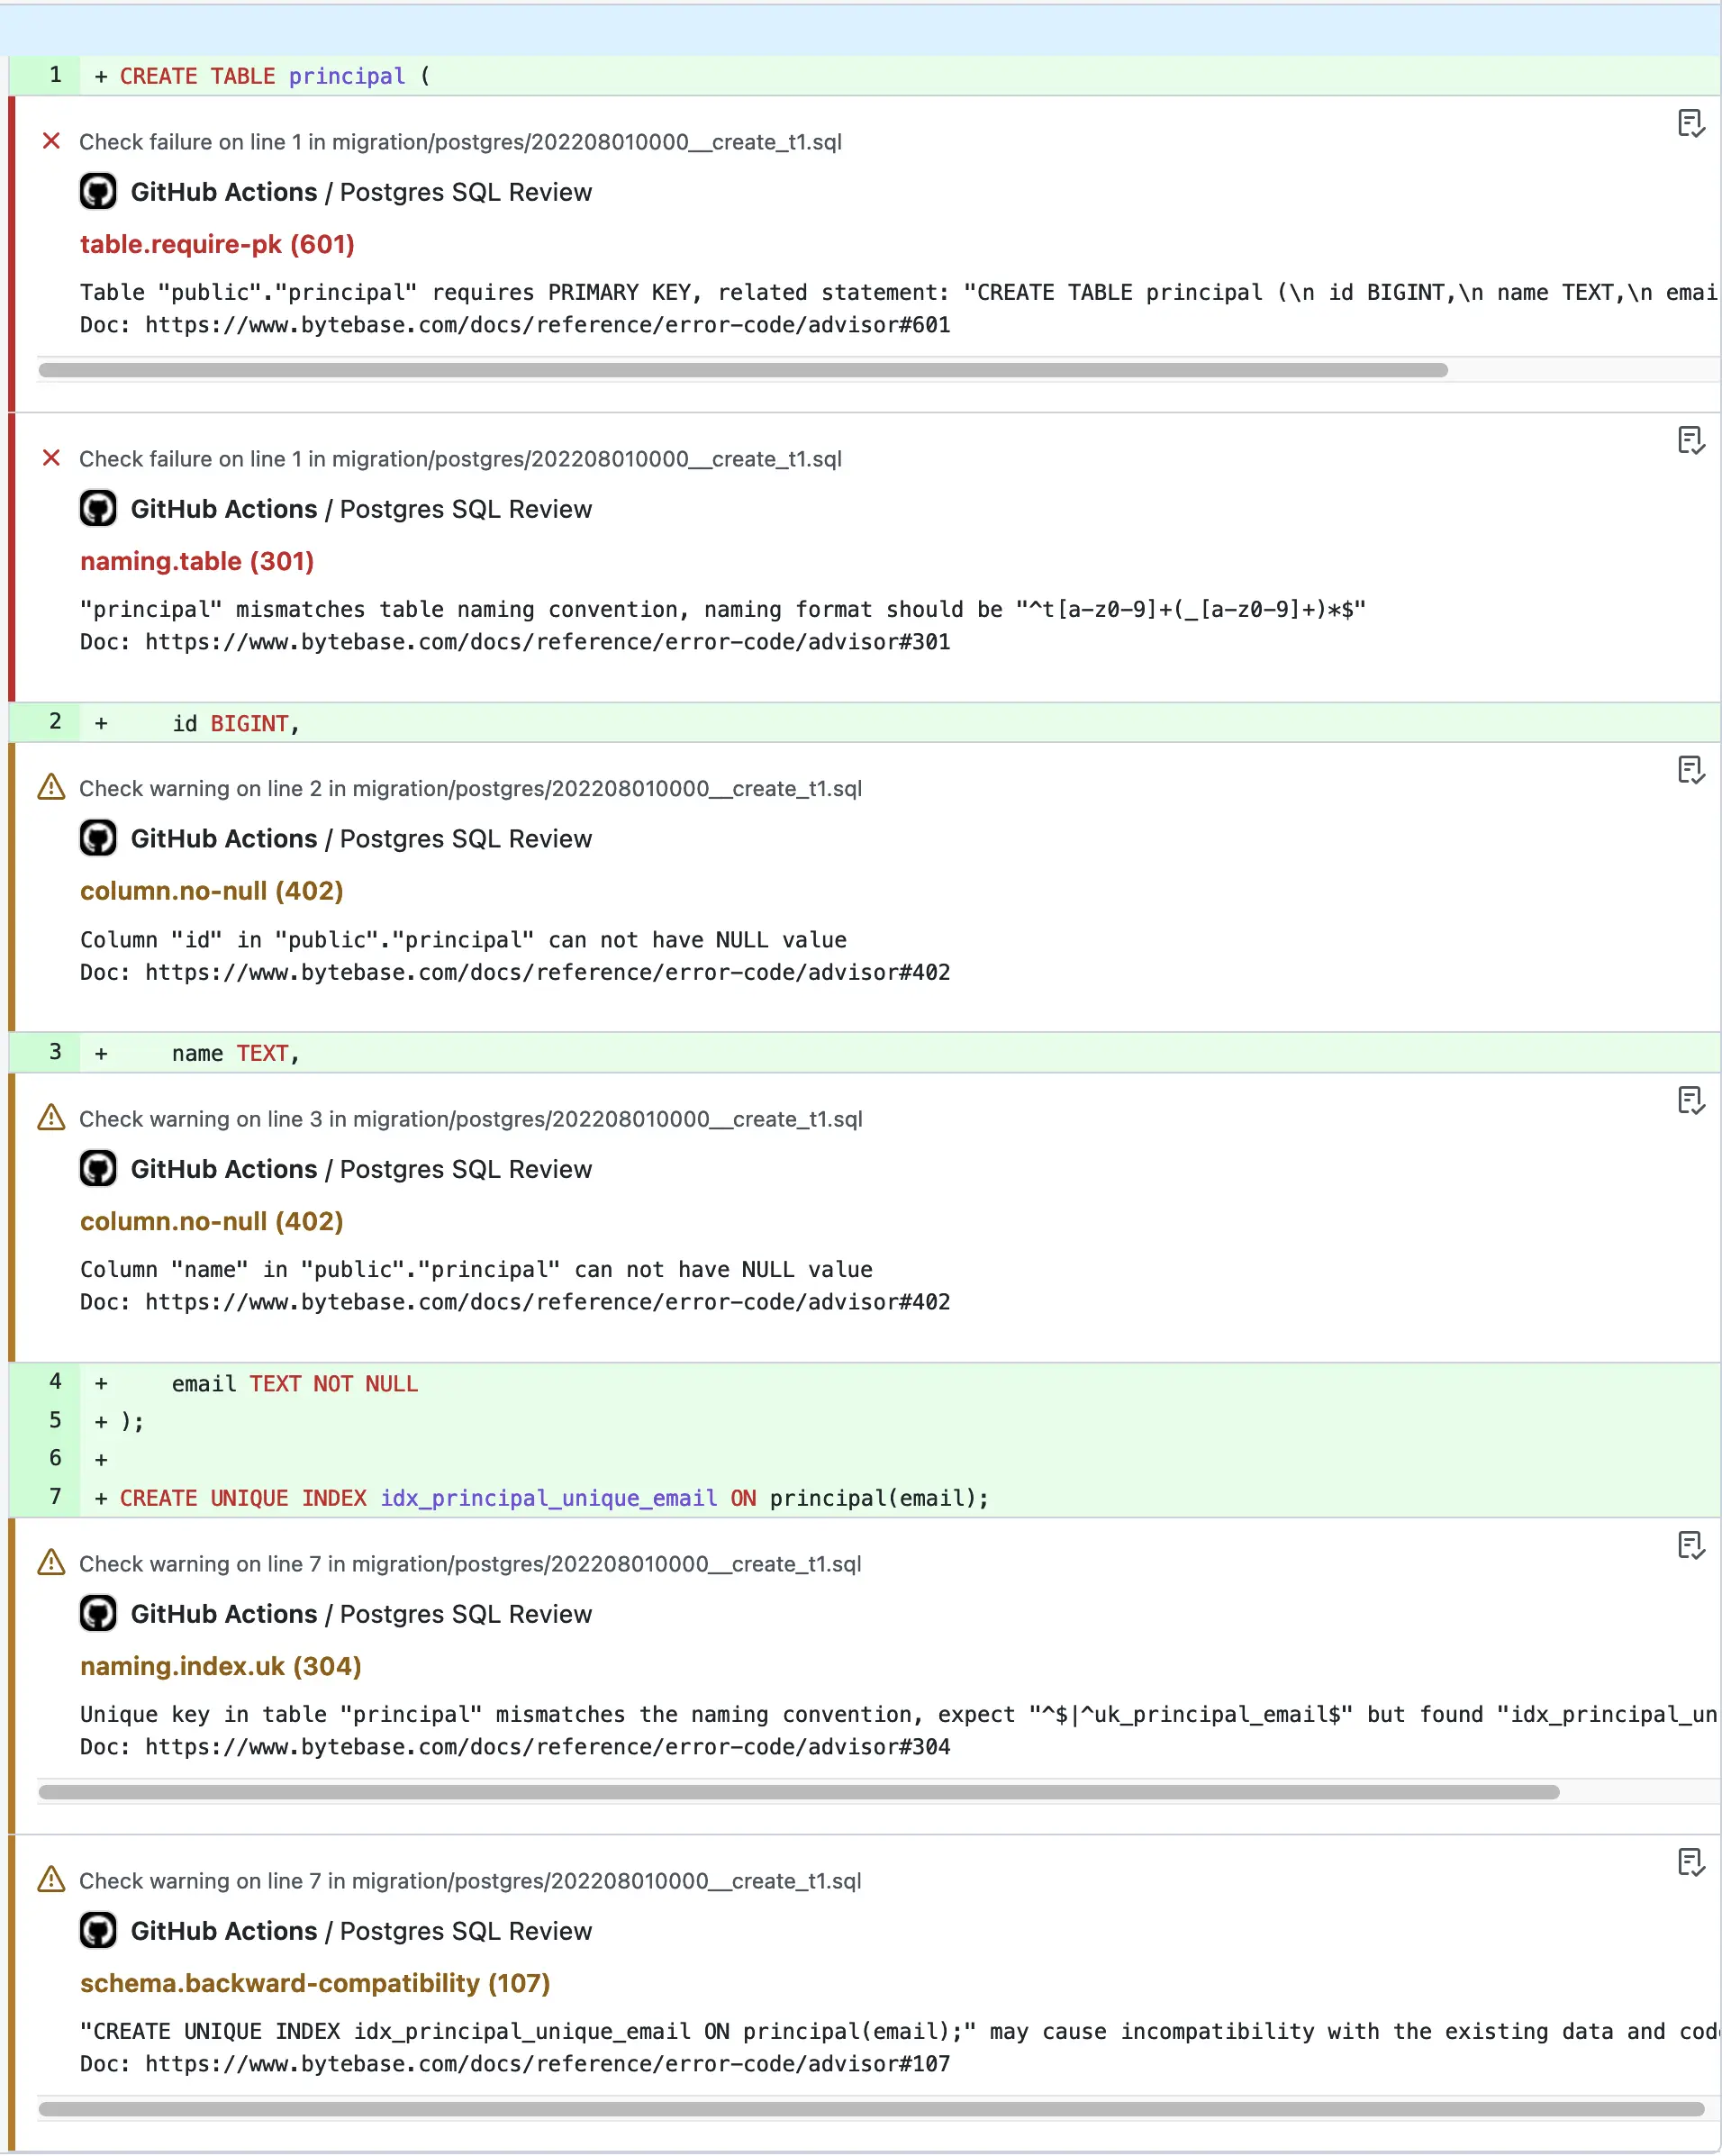 1 + CREATE TABLE principal (
Check failure on line 1 in migration/postgres/202208010000__create_t1.sql
GitHub Actions / Postgres SQL Review
table.require-pk (601)
Table "public"."principal" requires PRIMARY KEY, related statement: "CREATE TABLE principal (\n id BIGINT,\n name TEXT,\n emai
Doc: https://www.bytebase.com/docs/reference/error-code/advisor#601
Check failure on line 1 in migration/postgres/202208010000__create_t1.sql
GitHub Actions / Postgres SQL Review
naming.table (301)
"principal" mismatches table naming convention, naming format should be "^t[a-z0-9]+(_[a-z0-9]+)*$"
Doc: https://www.bytebase.com/docs/reference/error-code/advisor#301
2 + id BIGINT,
Check warning on line 2 in migration/postgres/202208010000__create_t1.sql
GitHub Actions / Postgres SQL Review
column.no-null (402)
Column "id" in "public"."principal" can not have NULL value
Doc: https://www.bytebase.com/docs/reference/error-code/advisor#402
3 + name TEXT,
Check warning on line 3 in migration/postgres/202208010000__create_t1.sql
GitHub Actions / Postgres SQL Review
column.no-null (402)
Column "name" in "public"."principal" can not have NULL value
Doc: https://www.bytebase.com/docs/reference/error-code/advisor#402
4 + email TEXT NOT NULL
5 + );
6 +
7 + CREATE UNIQUE INDEX idx_principal_unique_email ON principal(email);
Check warning on line 7 in migration/postgres/202208010000__create_t1.sql
GitHub Actions / Postgres SQL Review
naming.index.uk (304)
Unique key in table "principal" mismatches the naming convention, expect "^$|^uk_principal_email$" but found "idx_principal_un
Doc: https://www.bytebase.com/docs/reference/error-code/advisor#304
Check warning on line 7 in migration/postgres/202208010000__create_t1.sql
GitHub Actions / Postgres SQL Review
schema.backward-compatibility (107)
"CREATE UNIQUE INDEX idx_principal_unique_email ON principal(email);" may cause incompatibility with the existing data and cod
Doc: https://www.bytebase.com/docs/reference/error-code/advisor#107